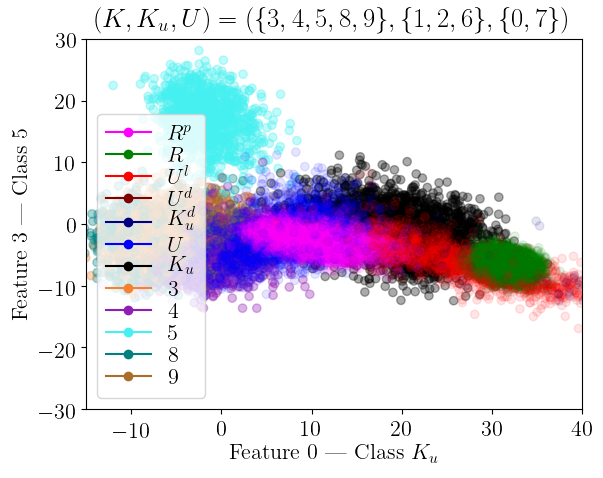 (K, K_u, U) = ({3, 4, 5, 8, 9}, {1, 2, 6}, {0, 7})
30
20
10
0
−10
−20
−30
Feature 3 — Class 5
R^p
R
U^l
U^d
K_u^d
U
K_u
3
4
5
8
9
−10 0 10 20 30 40
Feature 0 — Class K_u